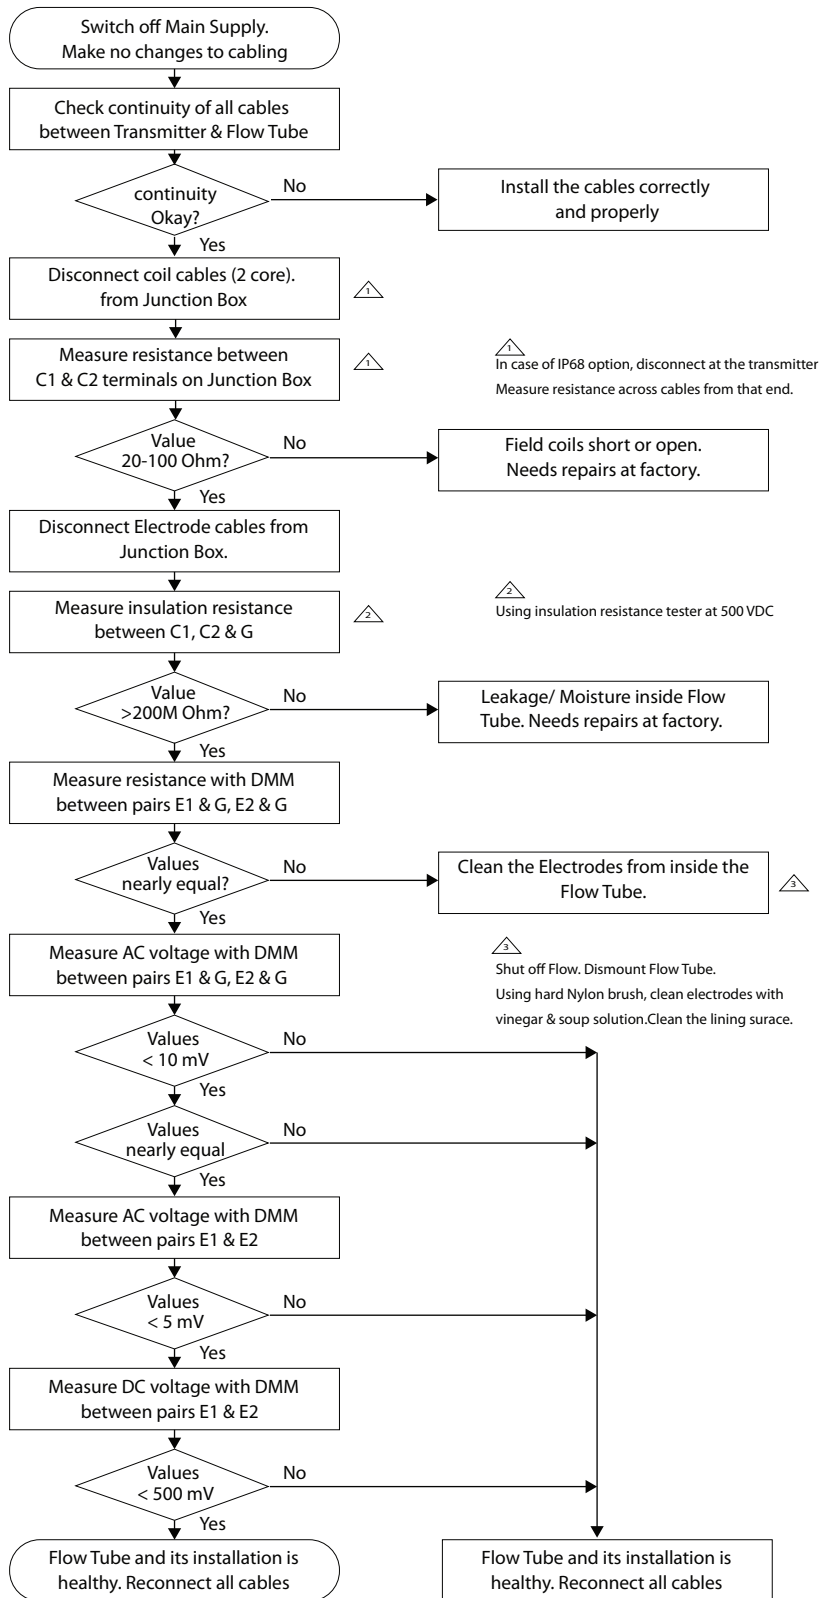 Switch off Main Supply.
Make no changes to cabling
Check continuity of all cables
between Transmitter & Flow Tube
continuity
Okay?
No
Install the cables correctly
and properly
Yes
Disconnect coil cables (2 core).
from Junction Box
1
Measure resistance between
C1 & C2 terminals on Junction Box
1
1
In case of IP68 option, disconnect at the transmitter
Measure resistance across cables from that end.
Value
20-100 Ohm?
No
Field coils short or open.
Needs repairs at factory.
Yes
Disconnect Electrode cables from
Junction Box.
Measure insulation resistance
between C1, C2 & G
2
2
Using insulation resistance tester at 500 VDC
Value
>200M Ohm?
No
Leakage/ Moisture inside Flow
Tube. Needs repairs at factory.
Yes
Measure resistance with DMM
between pairs E1 & G, E2 & G
Values
nearly equal?
No
Clean the Electrodes from inside the
Flow Tube.
3
Yes
Measure AC voltage with DMM
between pairs E1 & G, E2 & G
3
Shut off Flow. Dismount Flow Tube.
Using hard Nylon brush, clean electrodes with
vinegar & soup solution.Clean the lining surace.
Values
< 10 mV
No
Yes
Values
nearly equal
No
Yes
Measure AC voltage with DMM
between pairs E1 & E2
Values
< 5 mV
No
Yes
Measure DC voltage with DMM
between pairs E1 & E2
Values
< 500 mV
No
Yes
Flow Tube and its installation is
healthy. Reconnect all cables
Flow Tube and its installation is
healthy. Reconnect all cables